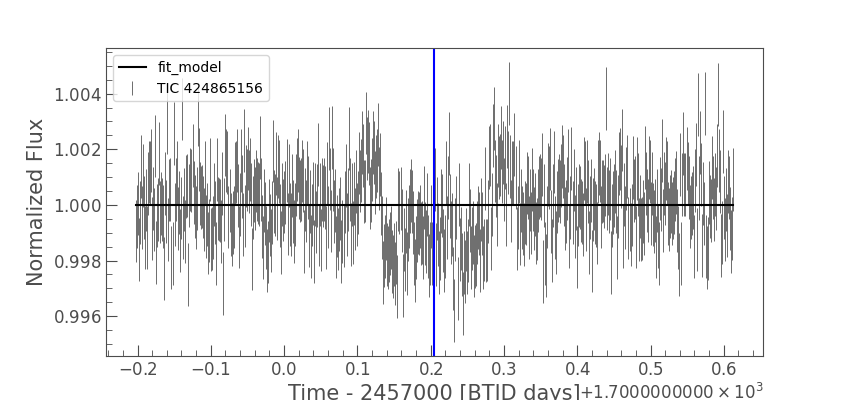 fit_model
TIC 424865156
Normalized Flux
1.004
1.002
1.000
0.998
0.996
−0.2 −0.1 0.0 0.1 0.2 0.3 0.4 0.5 0.6
Time - 2457000 [BTJD days]
+1.7000000000 × 10³